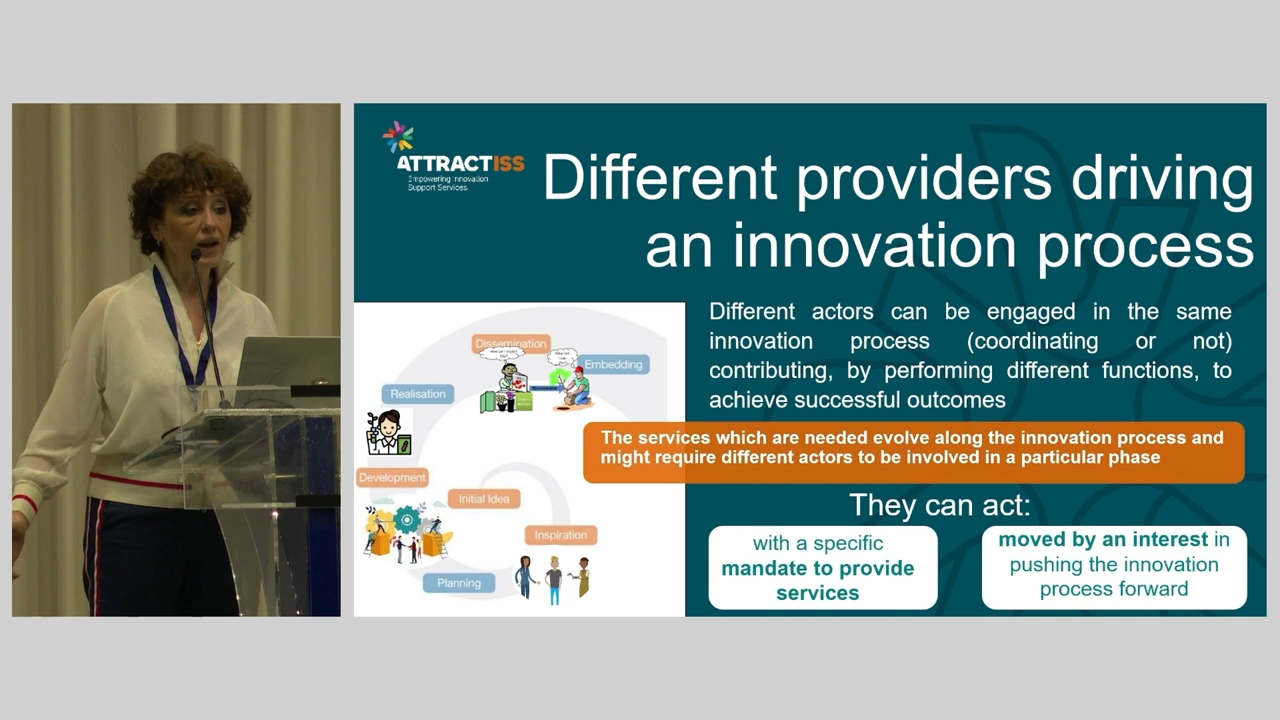 ATTRACTISS
Empowering Innovation
Support Services
Different providers driving
an innovation process
Different actors can be engaged in the same
innovation process (coordinating or not)
contributing, by performing different functions, to
achieve successful outcomes
The services which are needed evolve along the innovation process and
might require different actors to be involved in a particular phase
They can act:
with a specific
mandate to provide
services
moved by an interest in
pushing the innovation
process forward
Dissemination
Embedding
Realisation
Development
Initial Idea
Inspiration
Planning